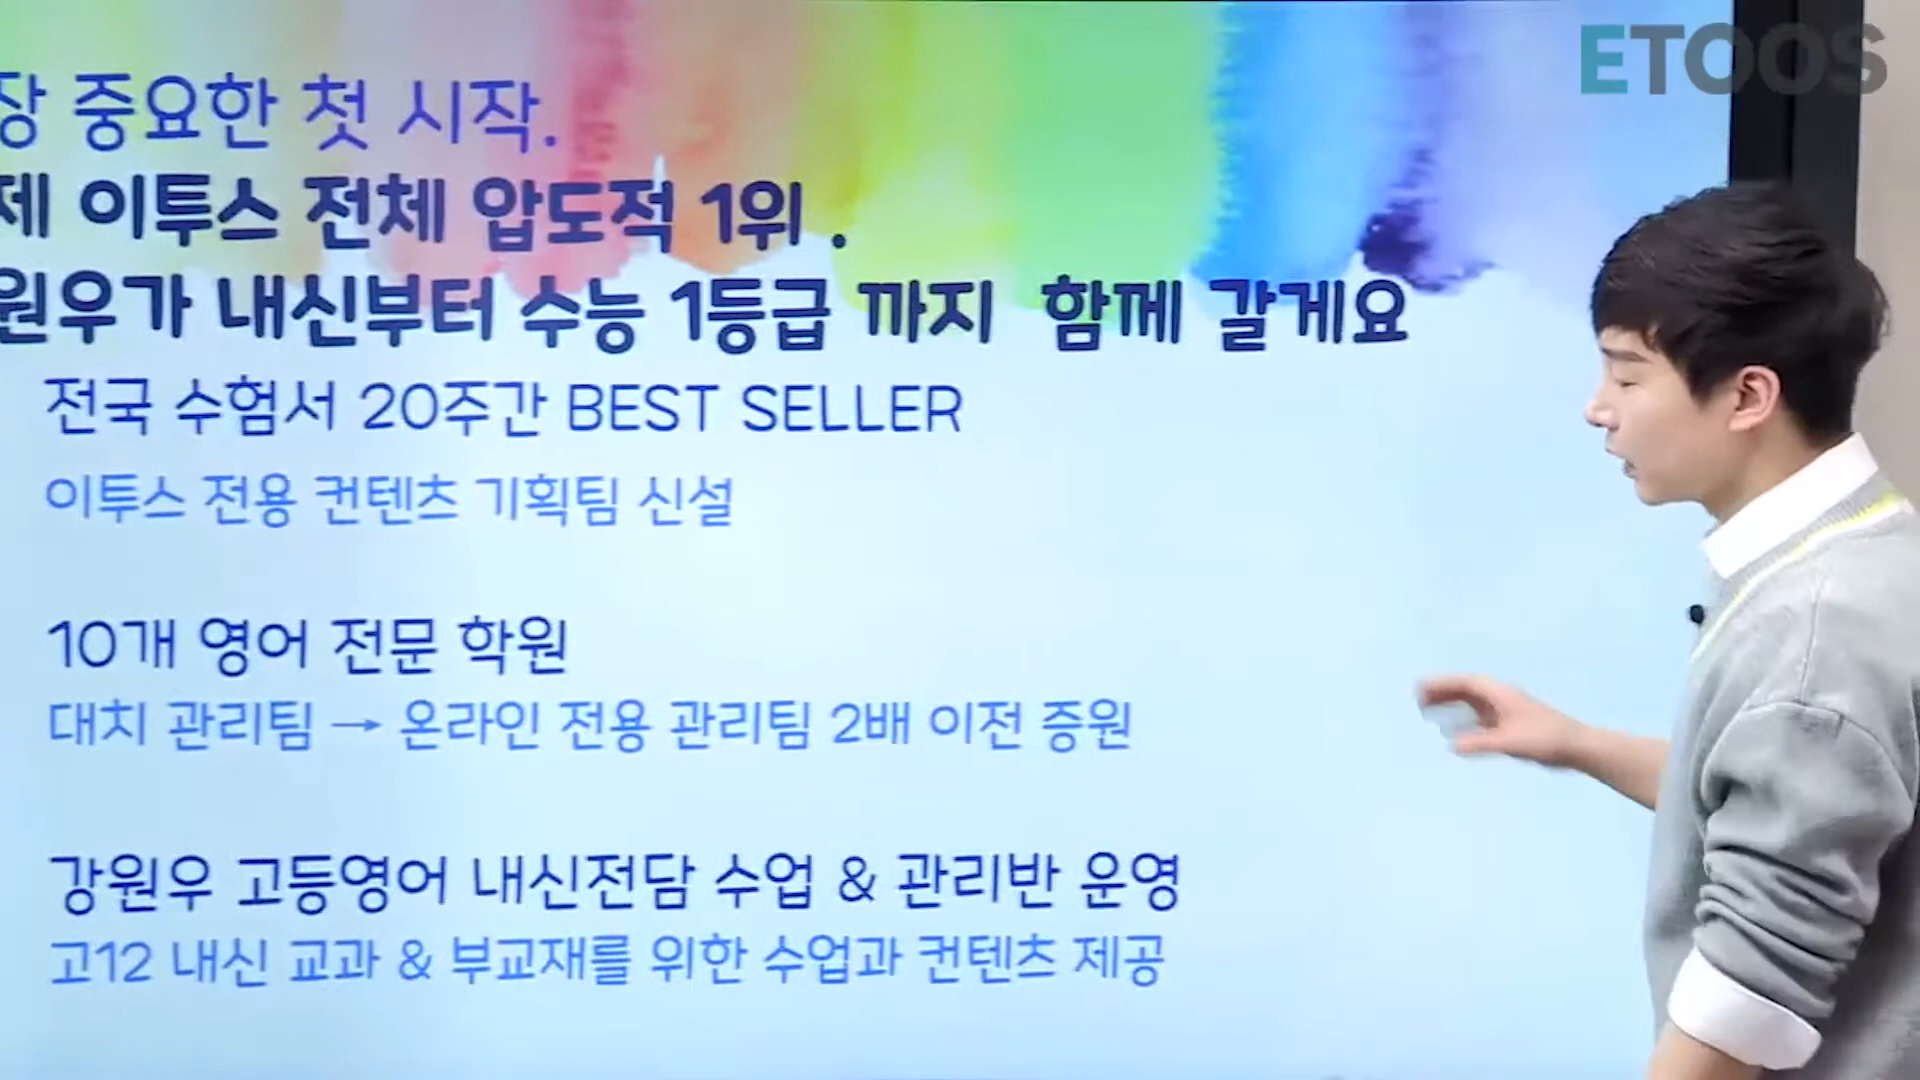 ETOOS
장 중요한 첫 시작.
제 이투스 전체 압도적 1위 .
원우가 내신부터 수능 1등급 까지 함께 갈게요
전국 수험서 20주간 BEST SELLER
이투스 전용 컨텐츠 기획팀 신설
10개 영어 전문 학원
대치 관리팀 → 온라인 전용 관리팀 2배 이전 증원
강원우 고등영어 내신전담 수업 & 관리반 운영
고12 내신 교과 & 부교재를 위한 수업과 컨텐츠 제공